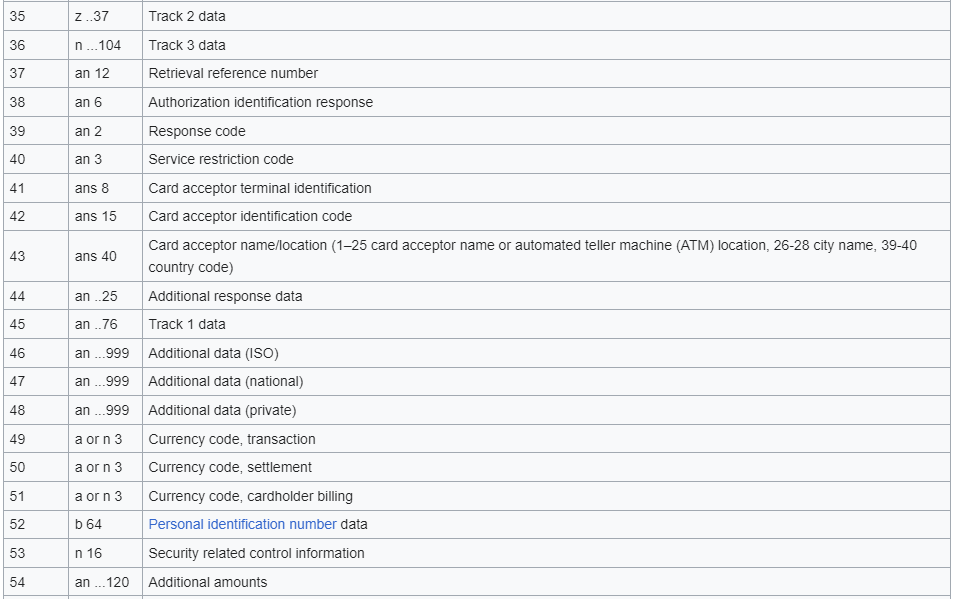 35 z ..37 Track 2 data
36 n ...104 Track 3 data
37 an 12 Retrieval reference number
38 an 6 Authorization identification response
39 an 2 Response code
40 an 3 Service restriction code
41 ans 8 Card acceptor terminal identification
42 ans 15 Card acceptor identification code
43 ans 40 Card acceptor name/location (1–25 card acceptor name or automated teller machine (ATM) location, 26-28 city name, 39-40
country code)
44 an ..25 Additional response data
45 an ..76 Track 1 data
46 an ...999 Additional data (ISO)
47 an ...999 Additional data (national)
48 an ...999 Additional data (private)
49 a or n 3 Currency code, transaction
50 a or n 3 Currency code, settlement
51 a or n 3 Currency code, cardholder billing
52 b 64 Personal identification number data
53 n 16 Security related control information
54 an ...120 Additional amounts